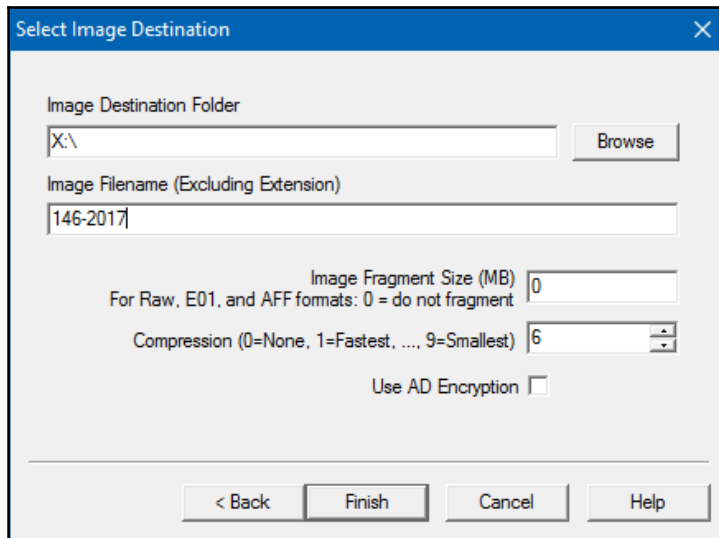 Select Image Destination
Image Destination Folder
X:\
Browse
Image Filename (Excluding Extension)
146-2017
Image Fragment Size (MB)
For Raw, E01, and AFF formats: 0 = do not fragment
0
Compression (0=None, 1=Fastest, ..., 9=Smallest)
6
Use AD Encryption
< Back
Finish
Cancel
Help